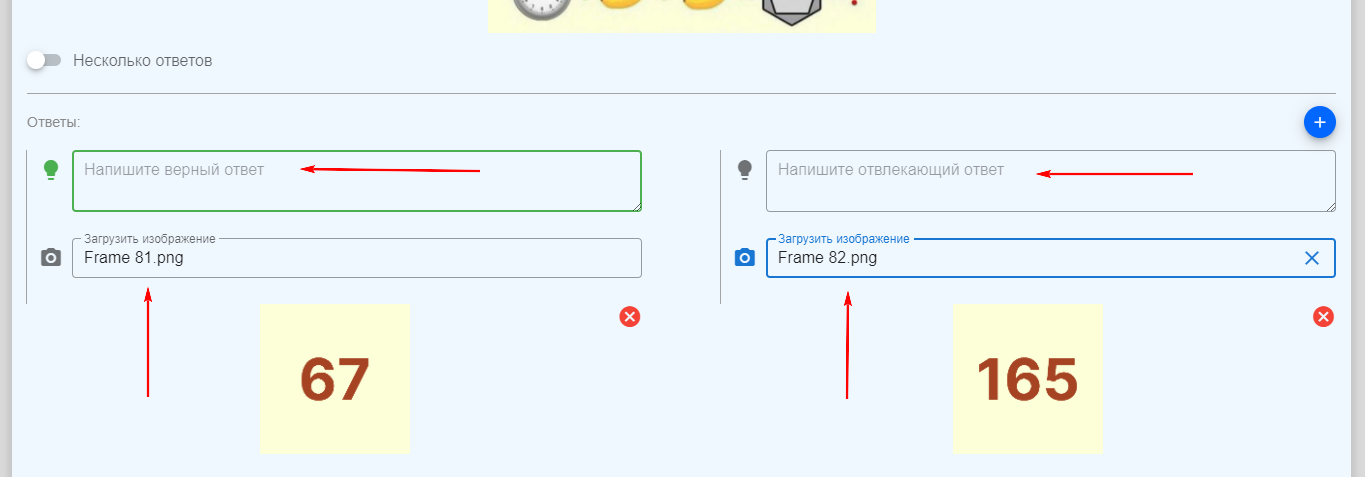 Несколько ответов
Ответы:
Напишите верный ответ
Напишите отвлекающий ответ
Загрузить изображение
Frame 81.png
Загрузить изображение
Frame 82.png
67
165